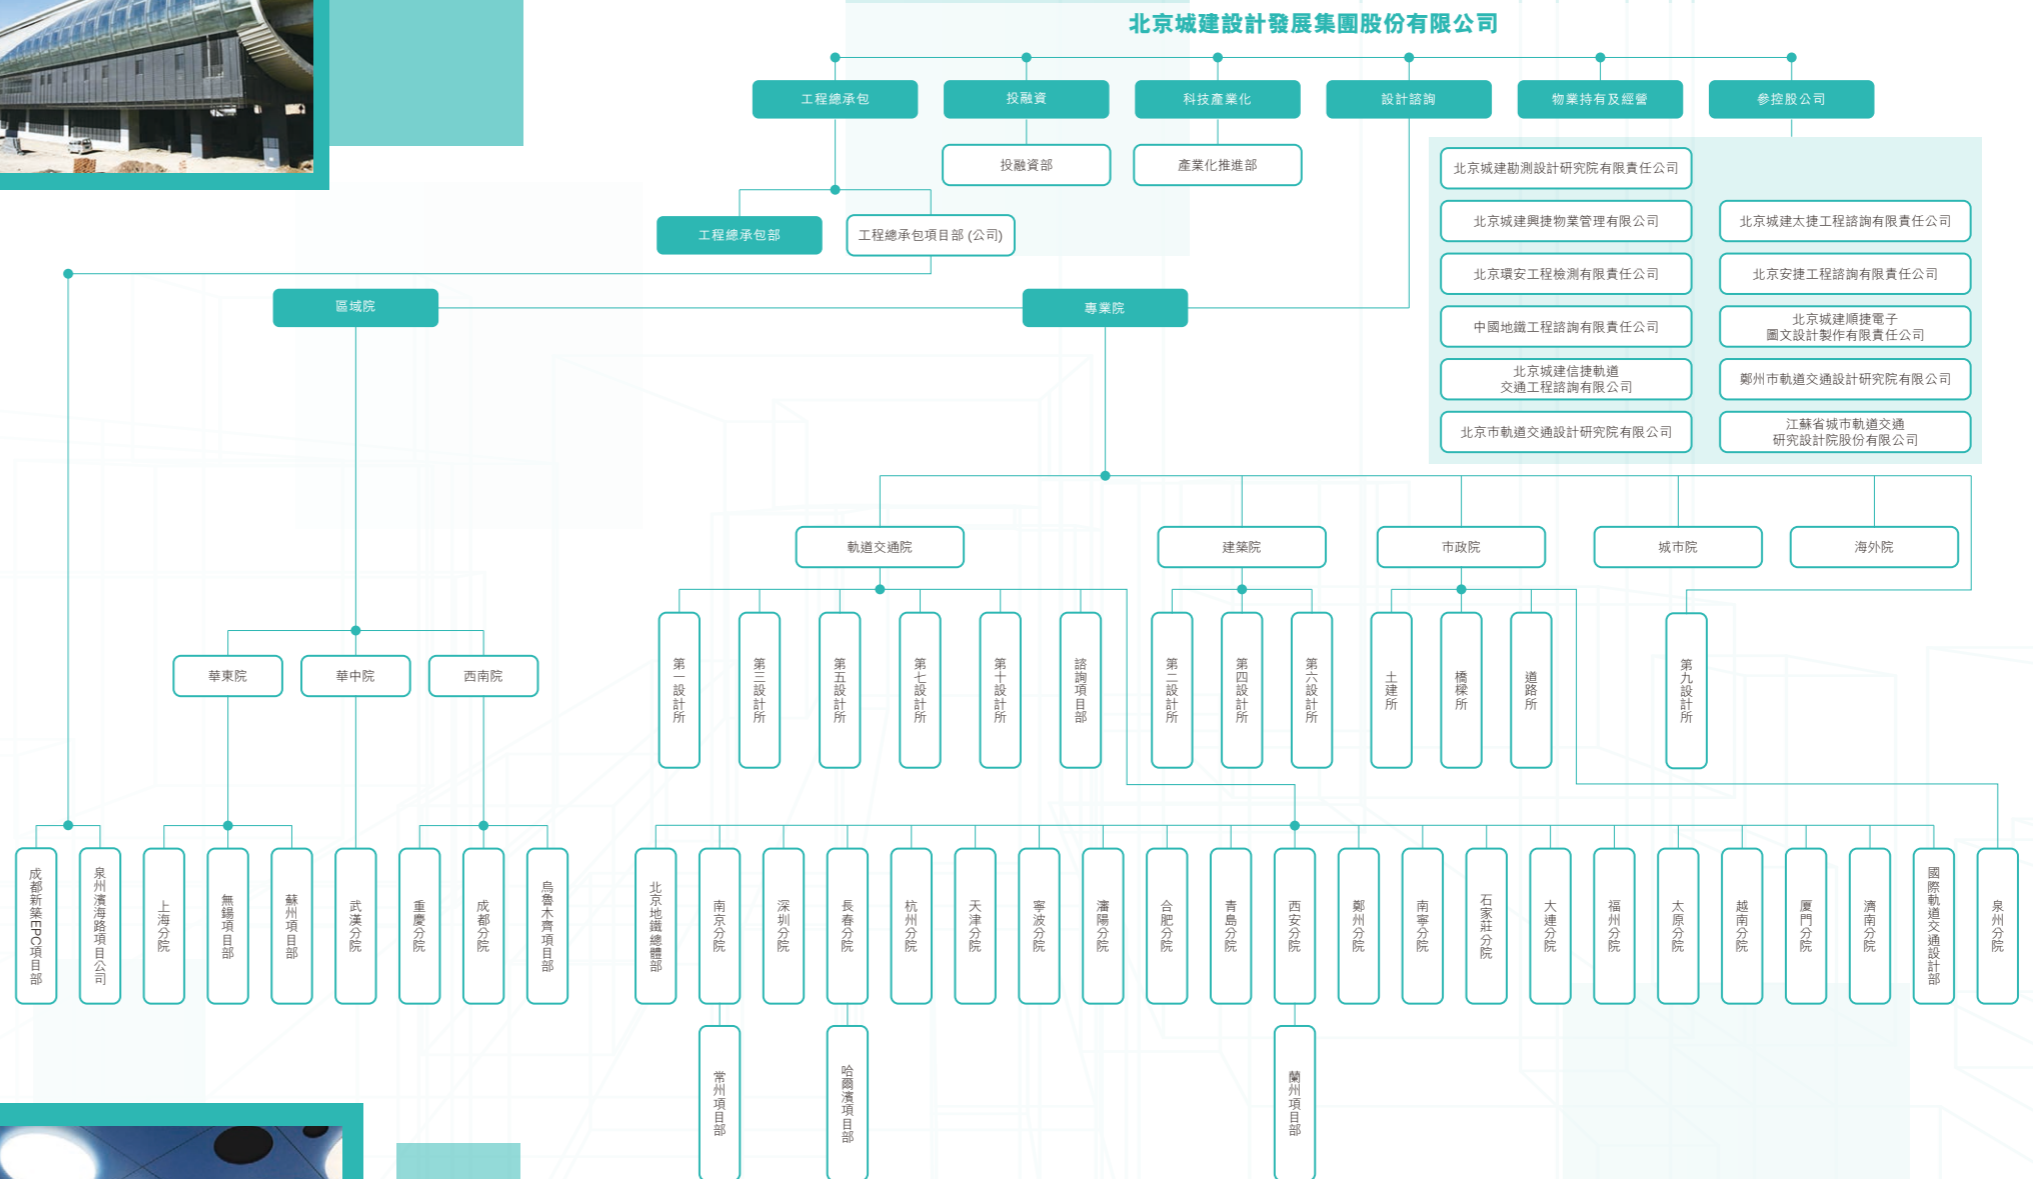 北京城建設計發展集團股份有限公司
工程總承包
投融資
科技產業化
設計諮詢
物業持有及經營
參控股公司
投融資部
產業化推進部
北京城建勘測設計研究院有限責任公司
北京城建興捷物業管理有限公司
北京城建太捷工程諮詢有限責任公司
工程總承包部
工程總承包項目部 (公司)
北京環安工程檢測有限責任公司
北京安捷工程諮詢有限責任公司
區域院
專業院
中國地鐵工程諮詢有限責任公司
北京城建順捷電子
圖文設計製作有限責任公司
北京城建信捷軌道
交通工程諮詢有限公司
鄭州市軌道交通設計研究院有限公司
北京市軌道交通設計研究院有限公司
江蘇省城市軌道交通
研究設計院股份有限公司
軌道交通院
建築院
市政院
城市院
海外院
華東院
華中院
西南院
第一設計所
第三設計所
第五設計所
第七設計所
第十設計所
諮詢項目部
第二設計所
第四設計所
第六設計所
土建所
橋樑所
道路所
第九設計所
成都新築EPC項目部
泉州濱海路項目公司
上海分院
無錫項目部
蘇州項目部
武漢分院
重慶分院
成都分院
烏魯木齊項目部
北京地鐵總體部
南京分院
深圳分院
長春分院
杭州分院
天津分院
寧波分院
瀋陽分院
合肥分院
青島分院
西安分院
鄭州分院
南寧分院
石家莊分院
大連分院
福州分院
太原分院
越南分院
厦門分院
濟南分院
國際軌道交通設計部
泉州分院
常州項目部
哈爾濱項目部
蘭州項目部